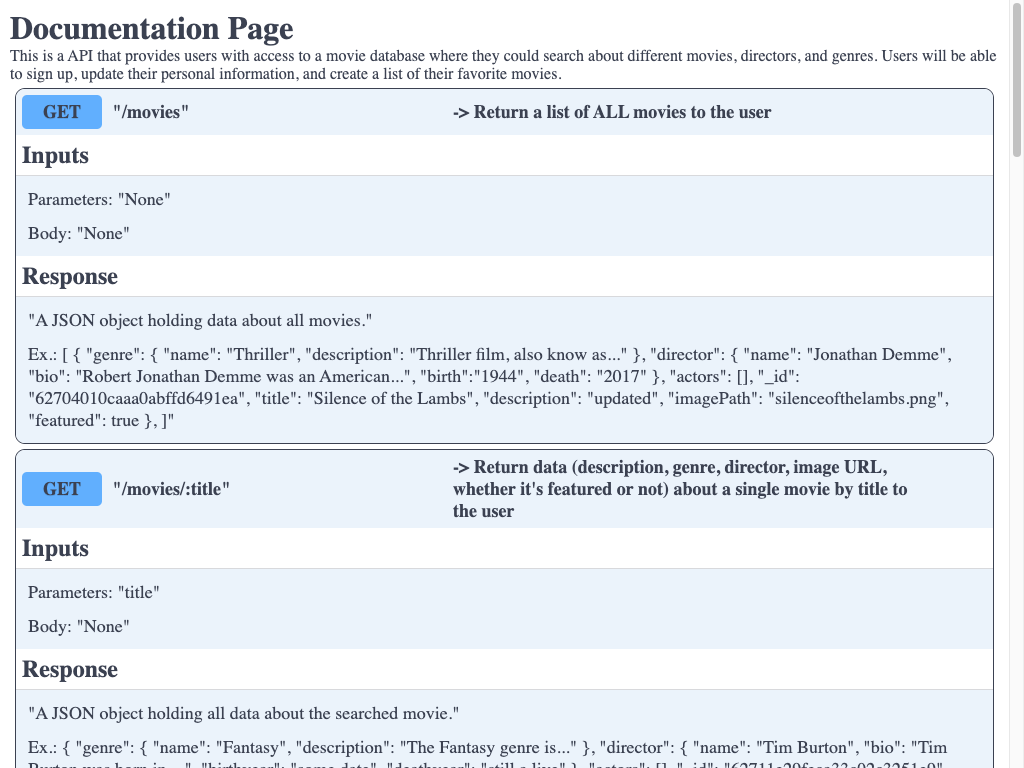 Documentation Page
This is a API that provides users with access to a movie database where they could search about different movies, directors, and genres. Users will be able
to sign up, update their personal information, and create a list of their favorite movies.
GET "/movies" -> Return a list of ALL movies to the user
Inputs
Parameters: "None"
Body: "None"
Response
"A JSON object holding data about all movies."
Ex.: [ { "genre": { "name": "Thriller", "description": "Thriller film, also know as..." }, "director": { "name": "Jonathan Demme",
"bio": "Robert Jonathan Demme was an American...", "birth":"1944", "death": "2017" }, "actors": [], "_id":
"62704010caaa0abffd6491ea", "title": "Silence of the Lambs", "description": "updated", "imagePath": "silenceofthelambs.png",
"featured": true }, ]"
GET "/movies/:title" -> Return data (description, genre, director, image URL,
whether it's featured or not) about a single movie by title to
the user
Inputs
Parameters: "title"
Body: "None"
Response
"A JSON object holding all data about the searched movie."
Ex.: { "genre": { "name": "Fantasy", "description": "The Fantasy genre is..." }, "director": { "name": "Tim Burton", "bio": "Tim